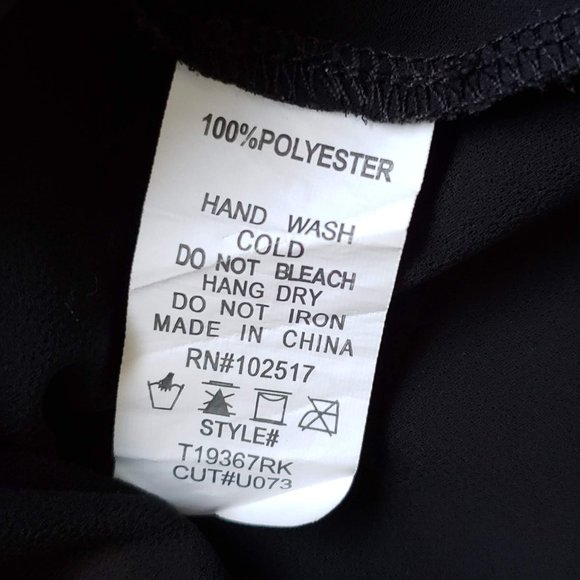 100%POLYESTER
HAND WASH
COLD
DO NOT BLEACH
HANG DRY
DO NOT IRON
MADE IN CHINA
RN#102517
STYLE#
T19367RK
CUT#U073